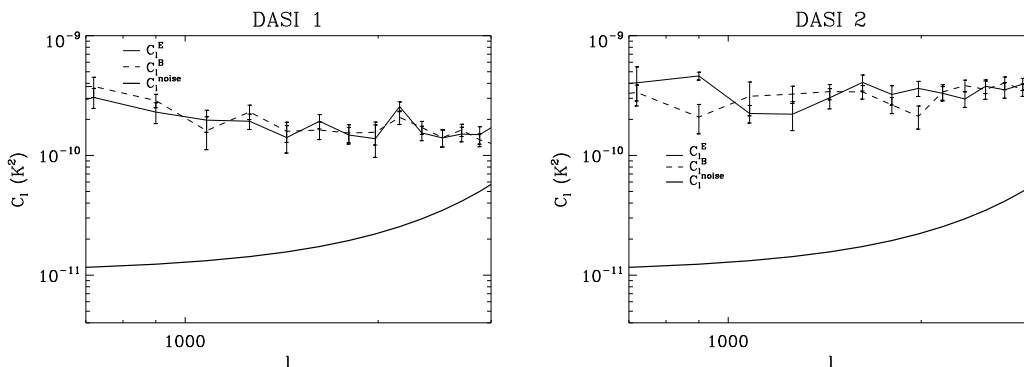 DASI 1
10⁻⁹
C_l^E
C_l^B
C_l^noise
10⁻¹⁰
C_l (K²)
10⁻¹¹
1000
l
DASI 2
10⁻⁹
10⁻¹⁰
C_l^E
C_l^B
C_l^noise
C_l (K²)
10⁻¹¹
1000
l